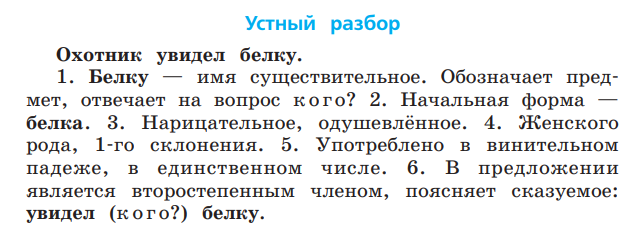 Устный разбор
Охотник увидел белку.
1. Белку — имя существительное. Обозначает пред-
мет, отвечает на вопрос кого? 2. Начальная форма —
белка. 3. Нарицательное, одушевлённое. 4. Женского
рода, 1-го склонения. 5. Употреблено в винительном
падеже, в единственном числе. 6. В предложении
является второстепенным членом, поясняет сказуемое:
увидел (кого?) белку.